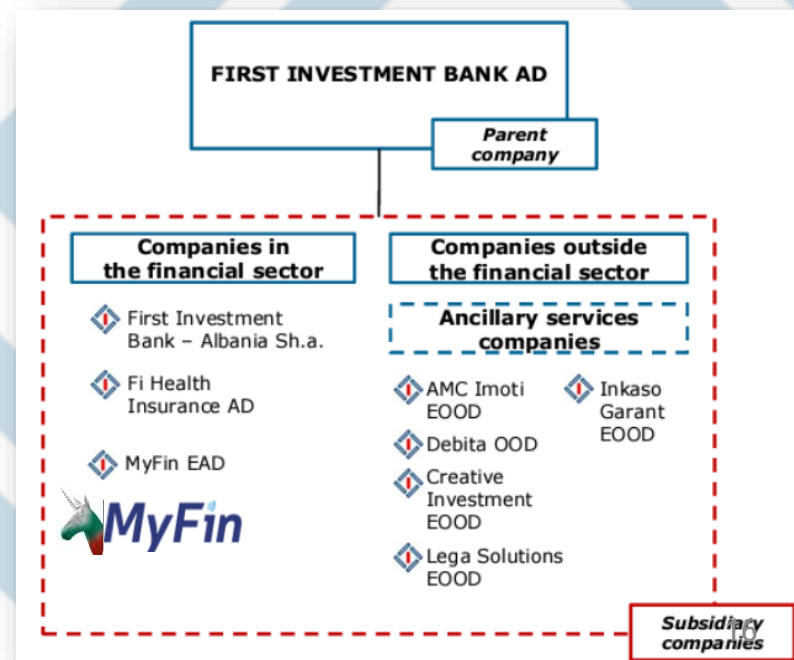 FIRST INVESTMENT BANK AD
Parent
company
Companies in
the financial sector
First Investment
Bank – Albania Sh.a.
Fi Health
Insurance AD
MyFin EAD
MyFin
Companies outside
the financial sector
Ancillary services
companies
AMC Imoti
EOOD
Debita OOD
Creative
Investment
EOOD
Lega Solutions
EOOD
Inkaso
Garant
EOOD
Subsidiary
companies
16